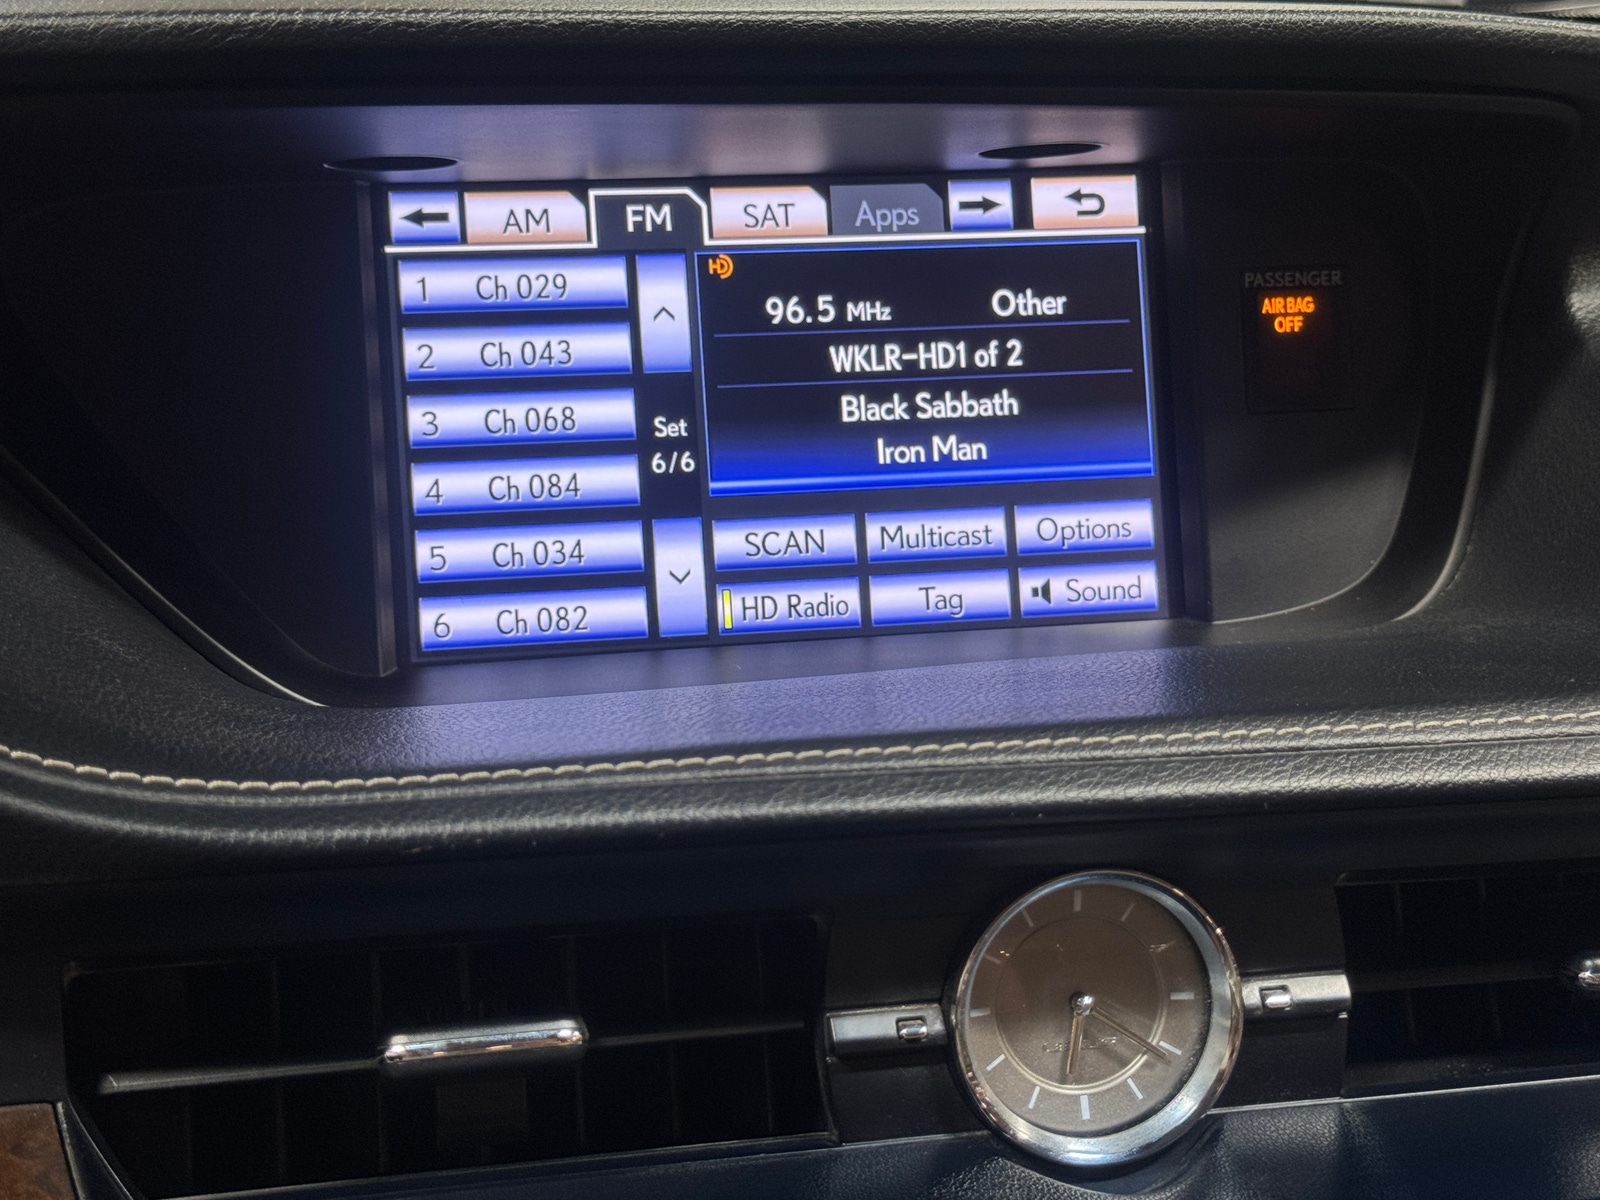 AM
FM
SAT
Apps
1 Ch 029
2 Ch 043
3 Ch 068
4 Ch 084
5 Ch 034
6 Ch 082
Set
6/6
HD
96.5 MHz Other
WKLR-HD1 of 2
Black Sabbath
Iron Man
SCAN Multicast Options
HD Radio Tag Sound
PASSENGER
AIR BAG
OFF